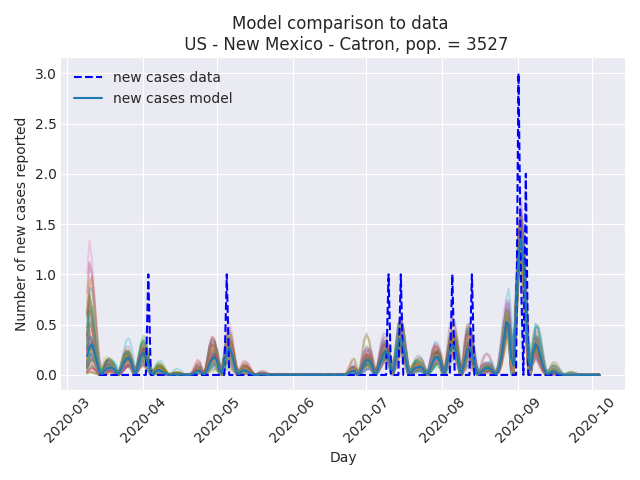 Model comparison to data
US - New Mexico - Catron, pop. = 3527
new cases data
new cases model
Number of new cases reported
3.0
2.5
2.0
1.5
1.0
0.5
0.0
2020-03
2020-04
2020-05
2020-06
2020-07
2020-08
2020-09
2020-10
Day